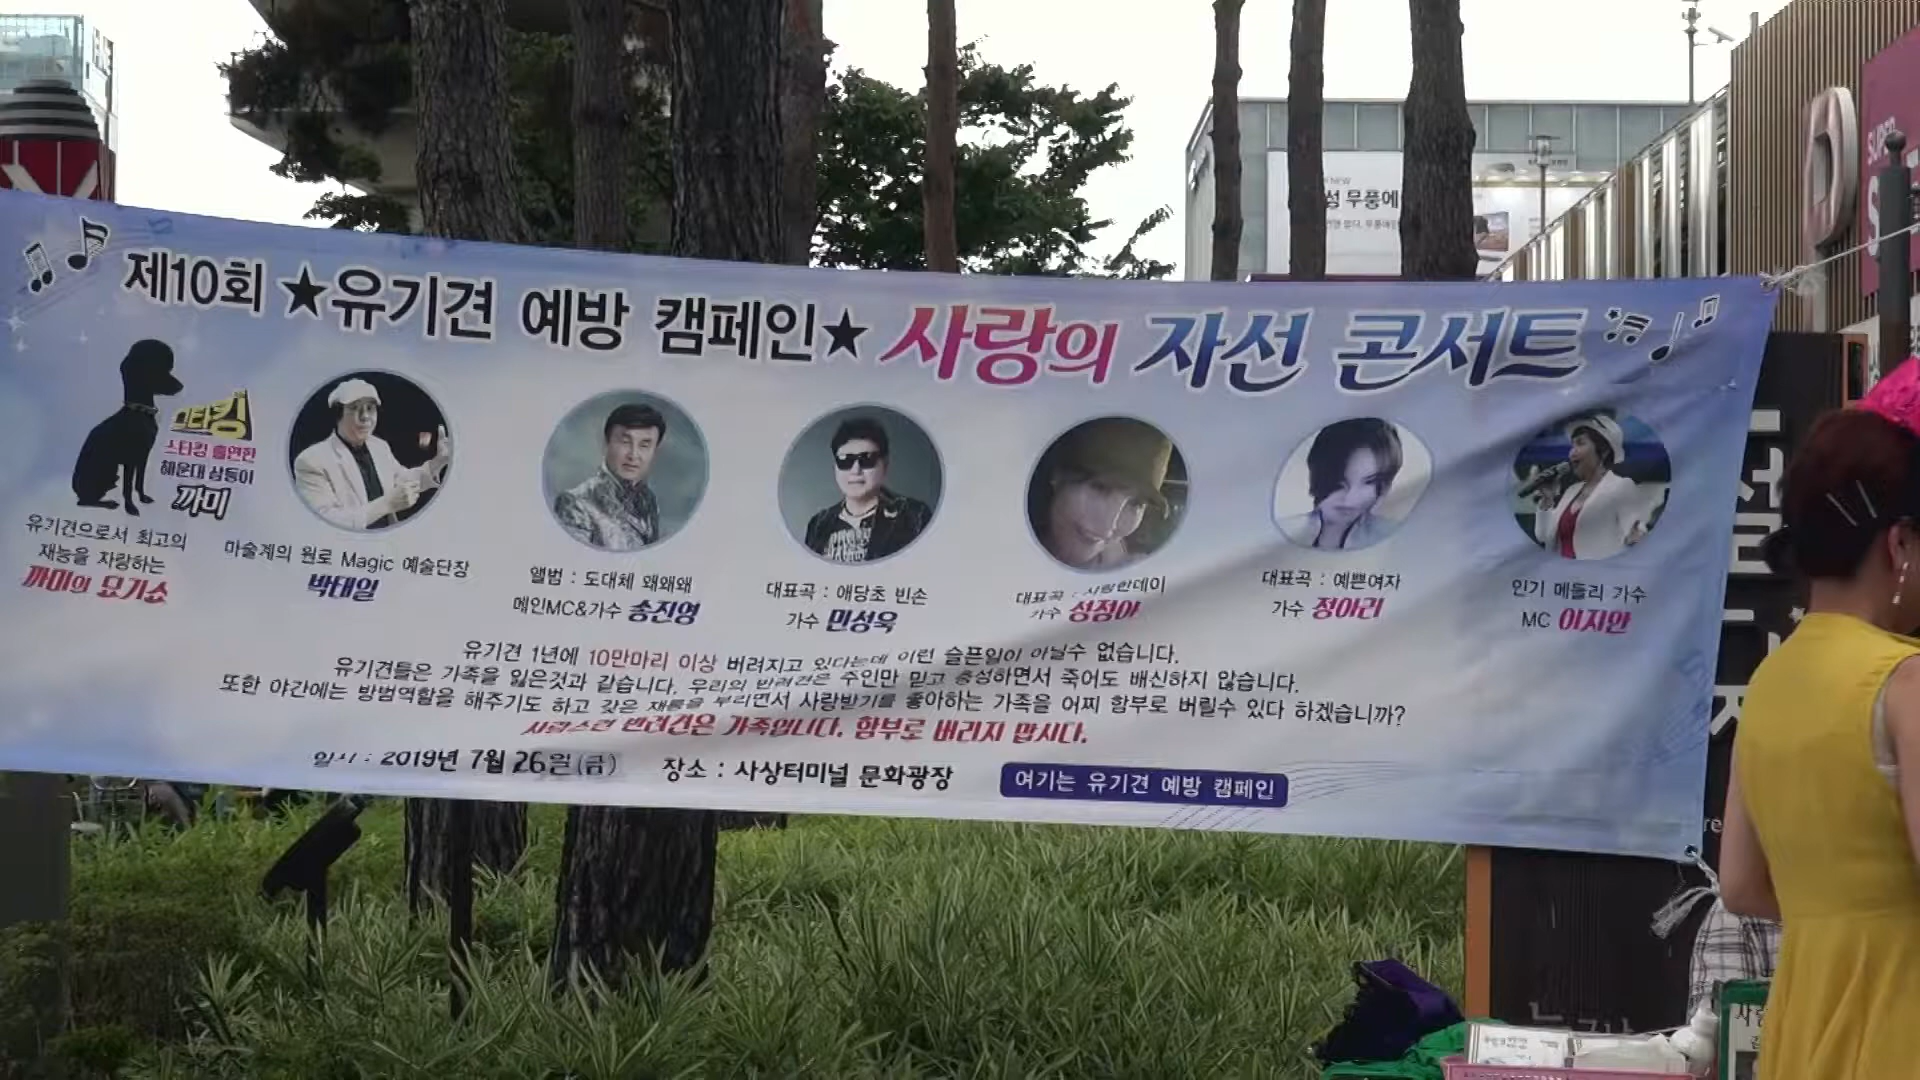 제10회 ★유기견 예방 캠페인★ 사랑의 자선 콘서트
스타킹
스타킹 출연한
해운대 삼둥이
까미
유기견으로서 최고의
재능을 자랑하는
까미의 묘기쇼
마술계의 원로 Magic 예술단장
박태일
앨범 : 도대체 왜왜왜
메인MC&가수 송진영
대표곡 : 애당초 빈손
가수 민성욱
대표곡 : 사랑한데이
가수 성정아
대표곡 : 예쁜여자
가수 정아리
인기 메들리 가수
MC 이지안
유기견 1년에 10만마리 이상 버려지고 있다는데 이런 슬픈일이 아닐수 없습니다.
유기견들은 가족을 잃은것과 같습니다. 우리의 반려견은 주인만 믿고 충성하면서 죽어도 배신하지 않습니다.
또한 야간에는 방범역할을 해주기도 하고 갖은 재롱을 부리면서 사랑받기를 좋아하는 가족을 어찌 함부로 버릴수 있다 하겠습니까?
사랑스런 반려견은 가족입니다. 함부로 버리지 맙시다.
일시 : 2019년 7월 26일(금) 장소 : 사상터미널 문화광장
여기는 유기견 예방 캠페인
성 무풍에
SUPER